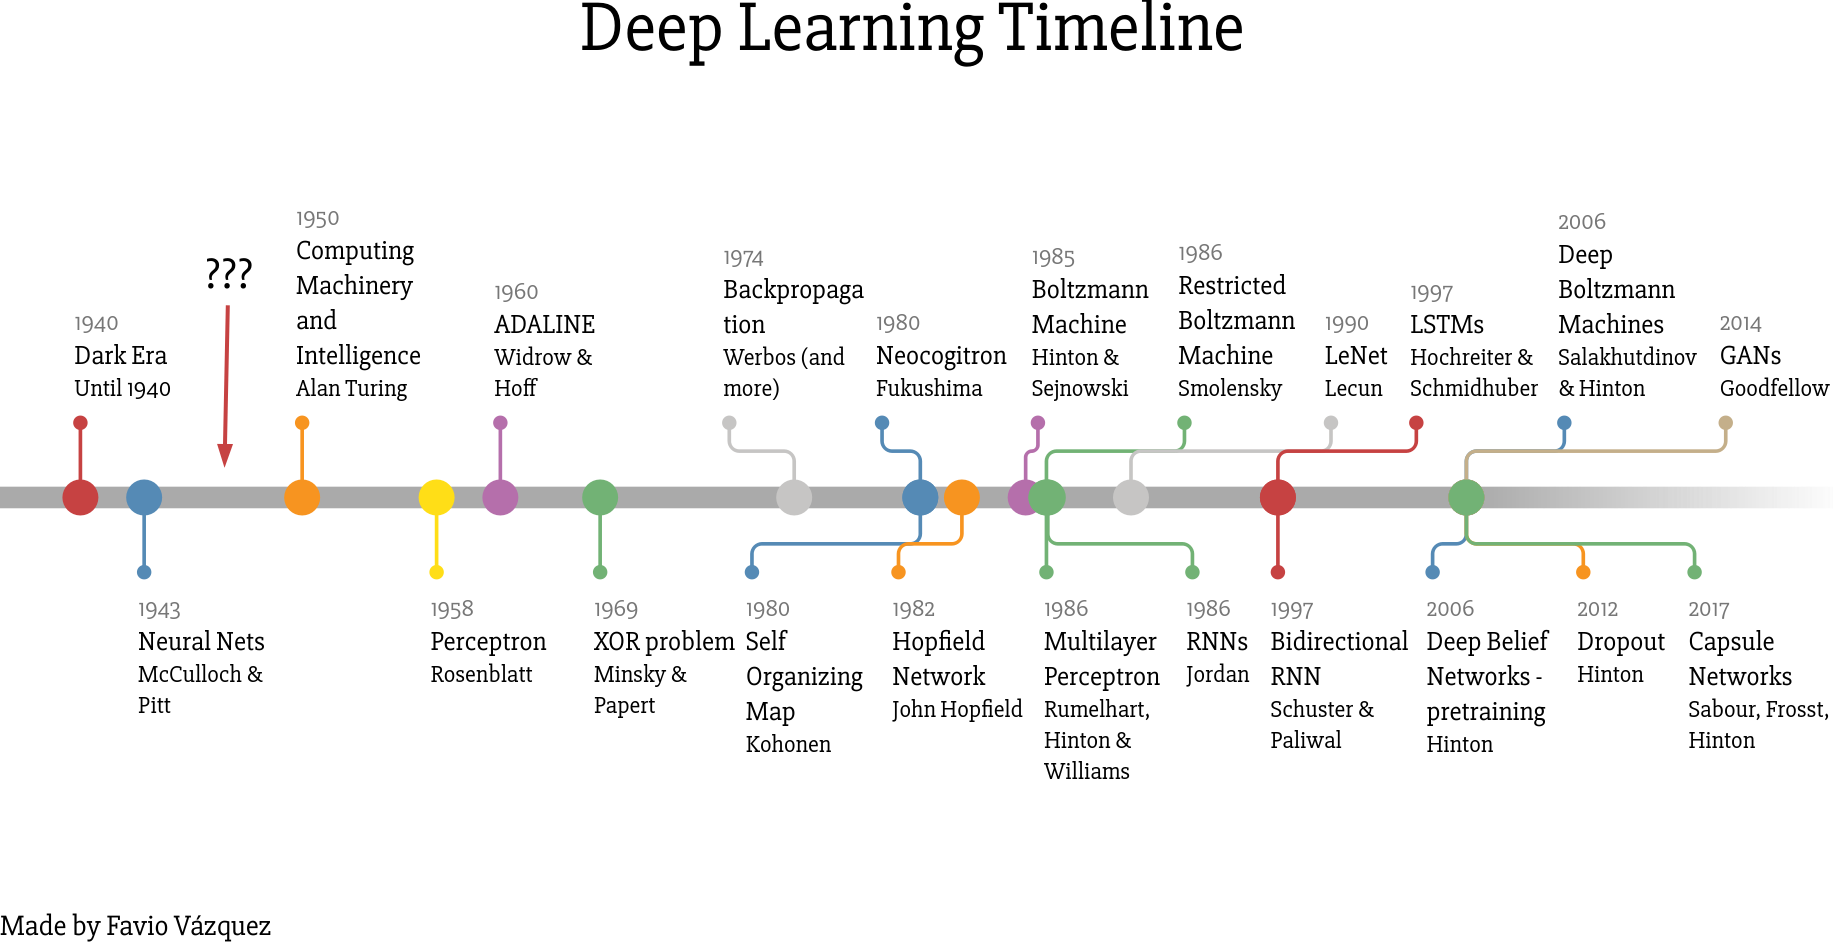 Deep Learning Timeline
1940
Dark Era
Until 1940
???
1950
Computing
Machinery
and
Intelligence
Alan Turing
1960
ADALINE
Widrow &
Hoff
1974
Backpropaga
tion
Werbos (and
more)
1980
Neocogitron
Fukushima
1985
Boltzmann
Machine
Hinton &
Sejnowski
1986
Restricted
Boltzmann
Machine
Smolensky
1990
LeNet
Lecun
1997
LSTMs
Hochreiter &
Schmidhuber
2006
Deep
Boltzmann
Machines
Salakhutdinov
& Hinton
2014
GANs
Goodfellow
1943
Neural Nets
McCulloch &
Pitt
1958
Perceptron
Rosenblatt
1969
XOR problem
Minsky &
Papert
1980
Self
Organizing
Map
Kohonen
1982
Hopfield
Network
John Hopfield
1986
Multilayer
Perceptron
Rumelhart,
Hinton &
Williams
1986
RNNs
Jordan
1997
Bidirectional
RNN
Schuster &
Paliwal
2006
Deep Belief
Networks -
pretraining
Hinton
2012
Dropout
Hinton
2017
Capsule
Networks
Sabour, Frosst,
Hinton
Made by Favio Vázquez